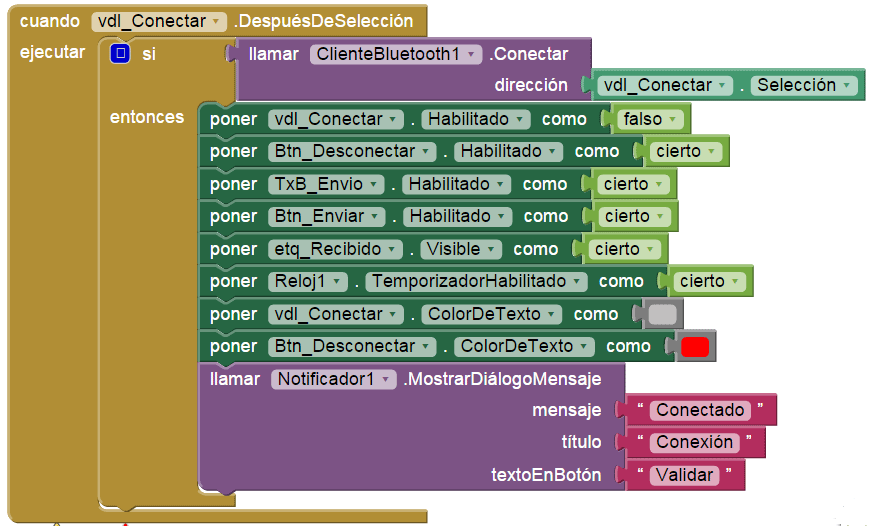 cuando vdl_Conectar .DespuésDeSelección
ejecutar si llamar ClienteBluetooth1 .Conectar
dirección vdl_Conectar . Selección
entonces poner vdl_Conectar . Habilitado como falso
poner Btn_Desconectar . Habilitado como cierto
poner TxB_Envio . Habilitado como cierto
poner Btn_Enviar . Habilitado como cierto
poner etq_Recibido . Visible como cierto
poner Reloj1 . TemporizadorHabilitado como cierto
poner vdl_Conectar . ColorDeTexto como
poner Btn_Desconectar . ColorDeTexto como
llamar Notificador1 .MostrarDiálogoMensaje
mensaje “ Conectado ”
título “ Conexión ”
textoEnBotón “ Validar ”